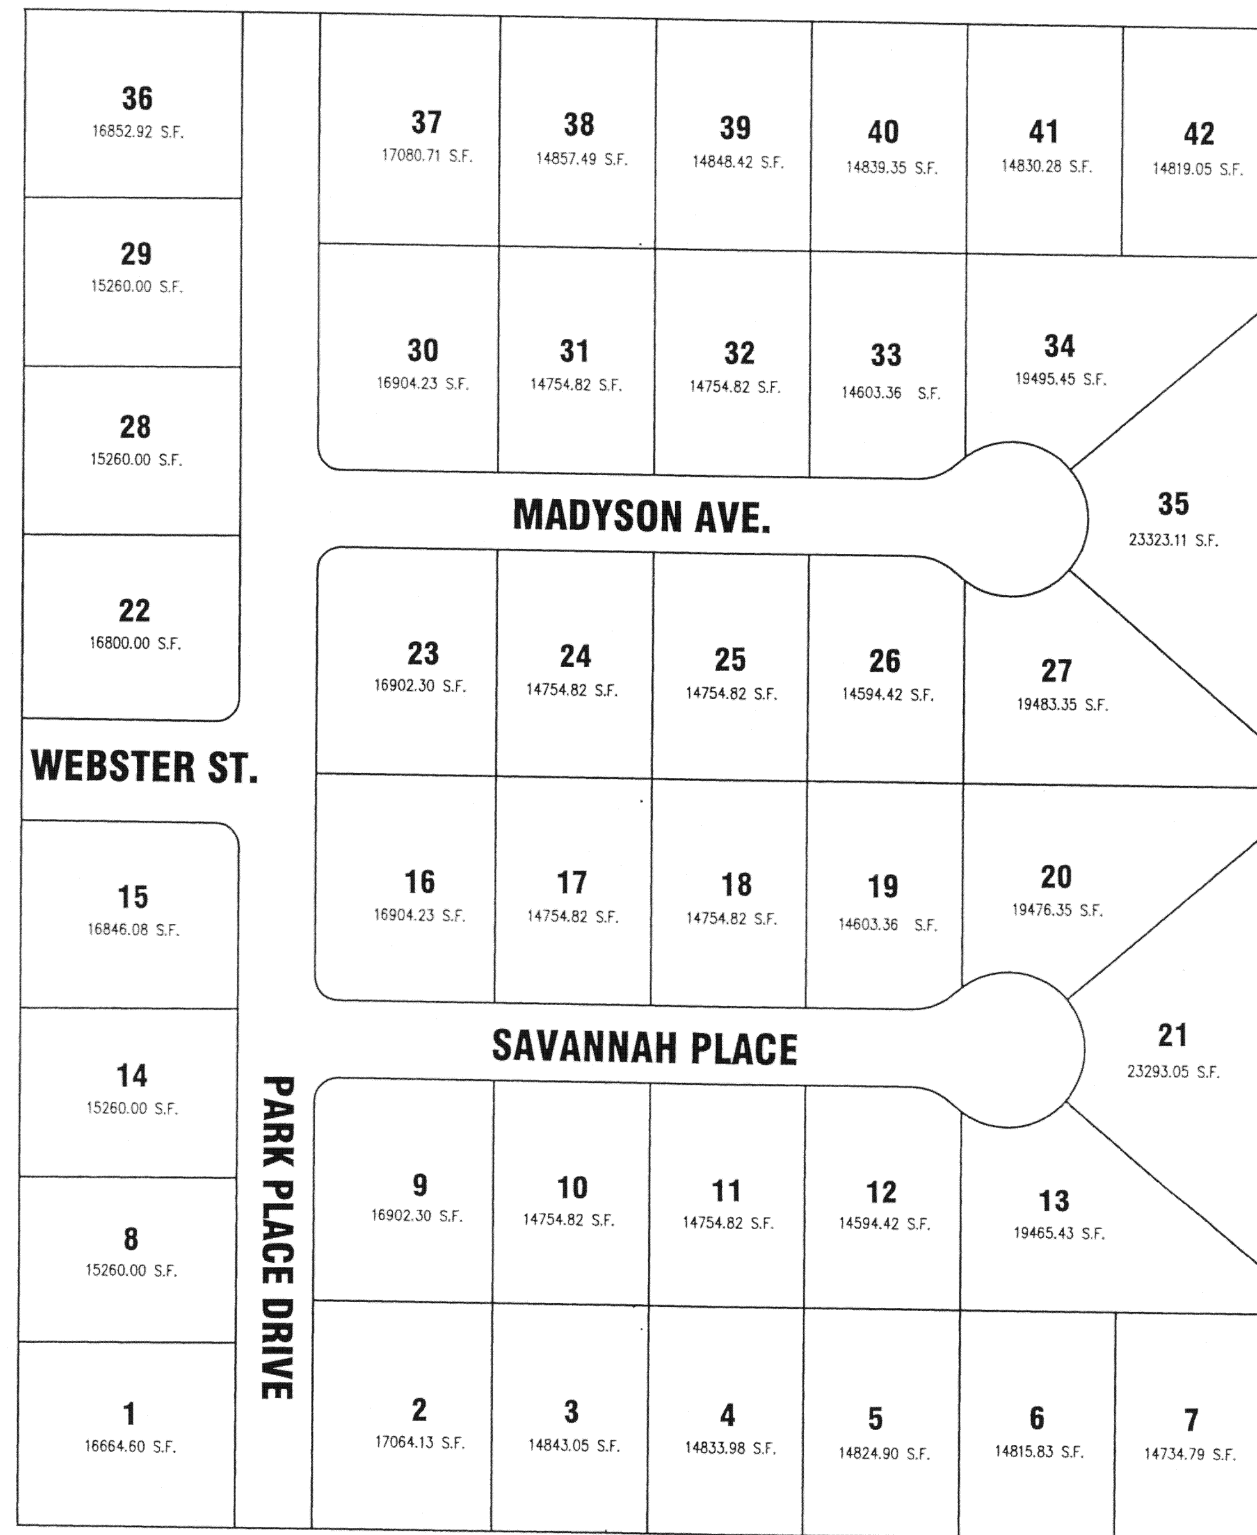 36
16852.92 S.F.
37
17080.71 S.F.
38
14857.49 S.F.
39
14848.42 S.F.
40
14839.35 S.F.
41
14830.28 S.F.
42
14819.05 S.F.
29
15260.00 S.F.
30
16904.23 S.F.
31
14754.82 S.F.
32
14754.82 S.F.
33
14603.36 S.F.
34
19495.45 S.F.
28
15260.00 S.F.
35
23323.11 S.F.
MADYSON AVE.
22
16800.00 S.F.
23
16902.30 S.F.
24
14754.82 S.F.
25
14754.82 S.F.
26
14594.42 S.F.
27
19483.35 S.F.
WEBSTER ST.
15
16846.08 S.F.
16
16904.23 S.F.
17
14754.82 S.F.
18
14754.82 S.F.
19
14603.36 S.F.
20
19476.35 S.F.
SAVANNAH PLACE
21
23293.05 S.F.
14
15260.00 S.F.
PARK PLACE DRIVE
9
16902.30 S.F.
10
14754.82 S.F.
11
14754.82 S.F.
12
14594.42 S.F.
13
19465.43 S.F.
8
15260.00 S.F.
1
16664.60 S.F.
2
17064.13 S.F.
3
14843.05 S.F.
4
14833.98 S.F.
5
14824.90 S.F.
6
14815.83 S.F.
7
14734.79 S.F.